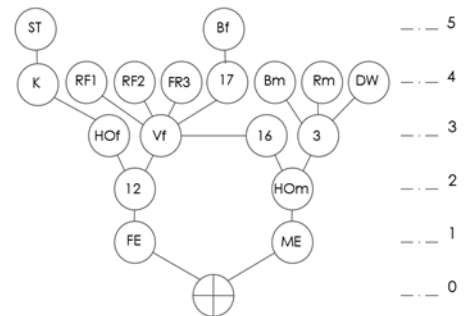 ST Bf 5
K RF1 RF2 FR3 17 Bm Rm DW 4
HOf Vf 16 3 3
12 HOm 2
FE ME 1
0